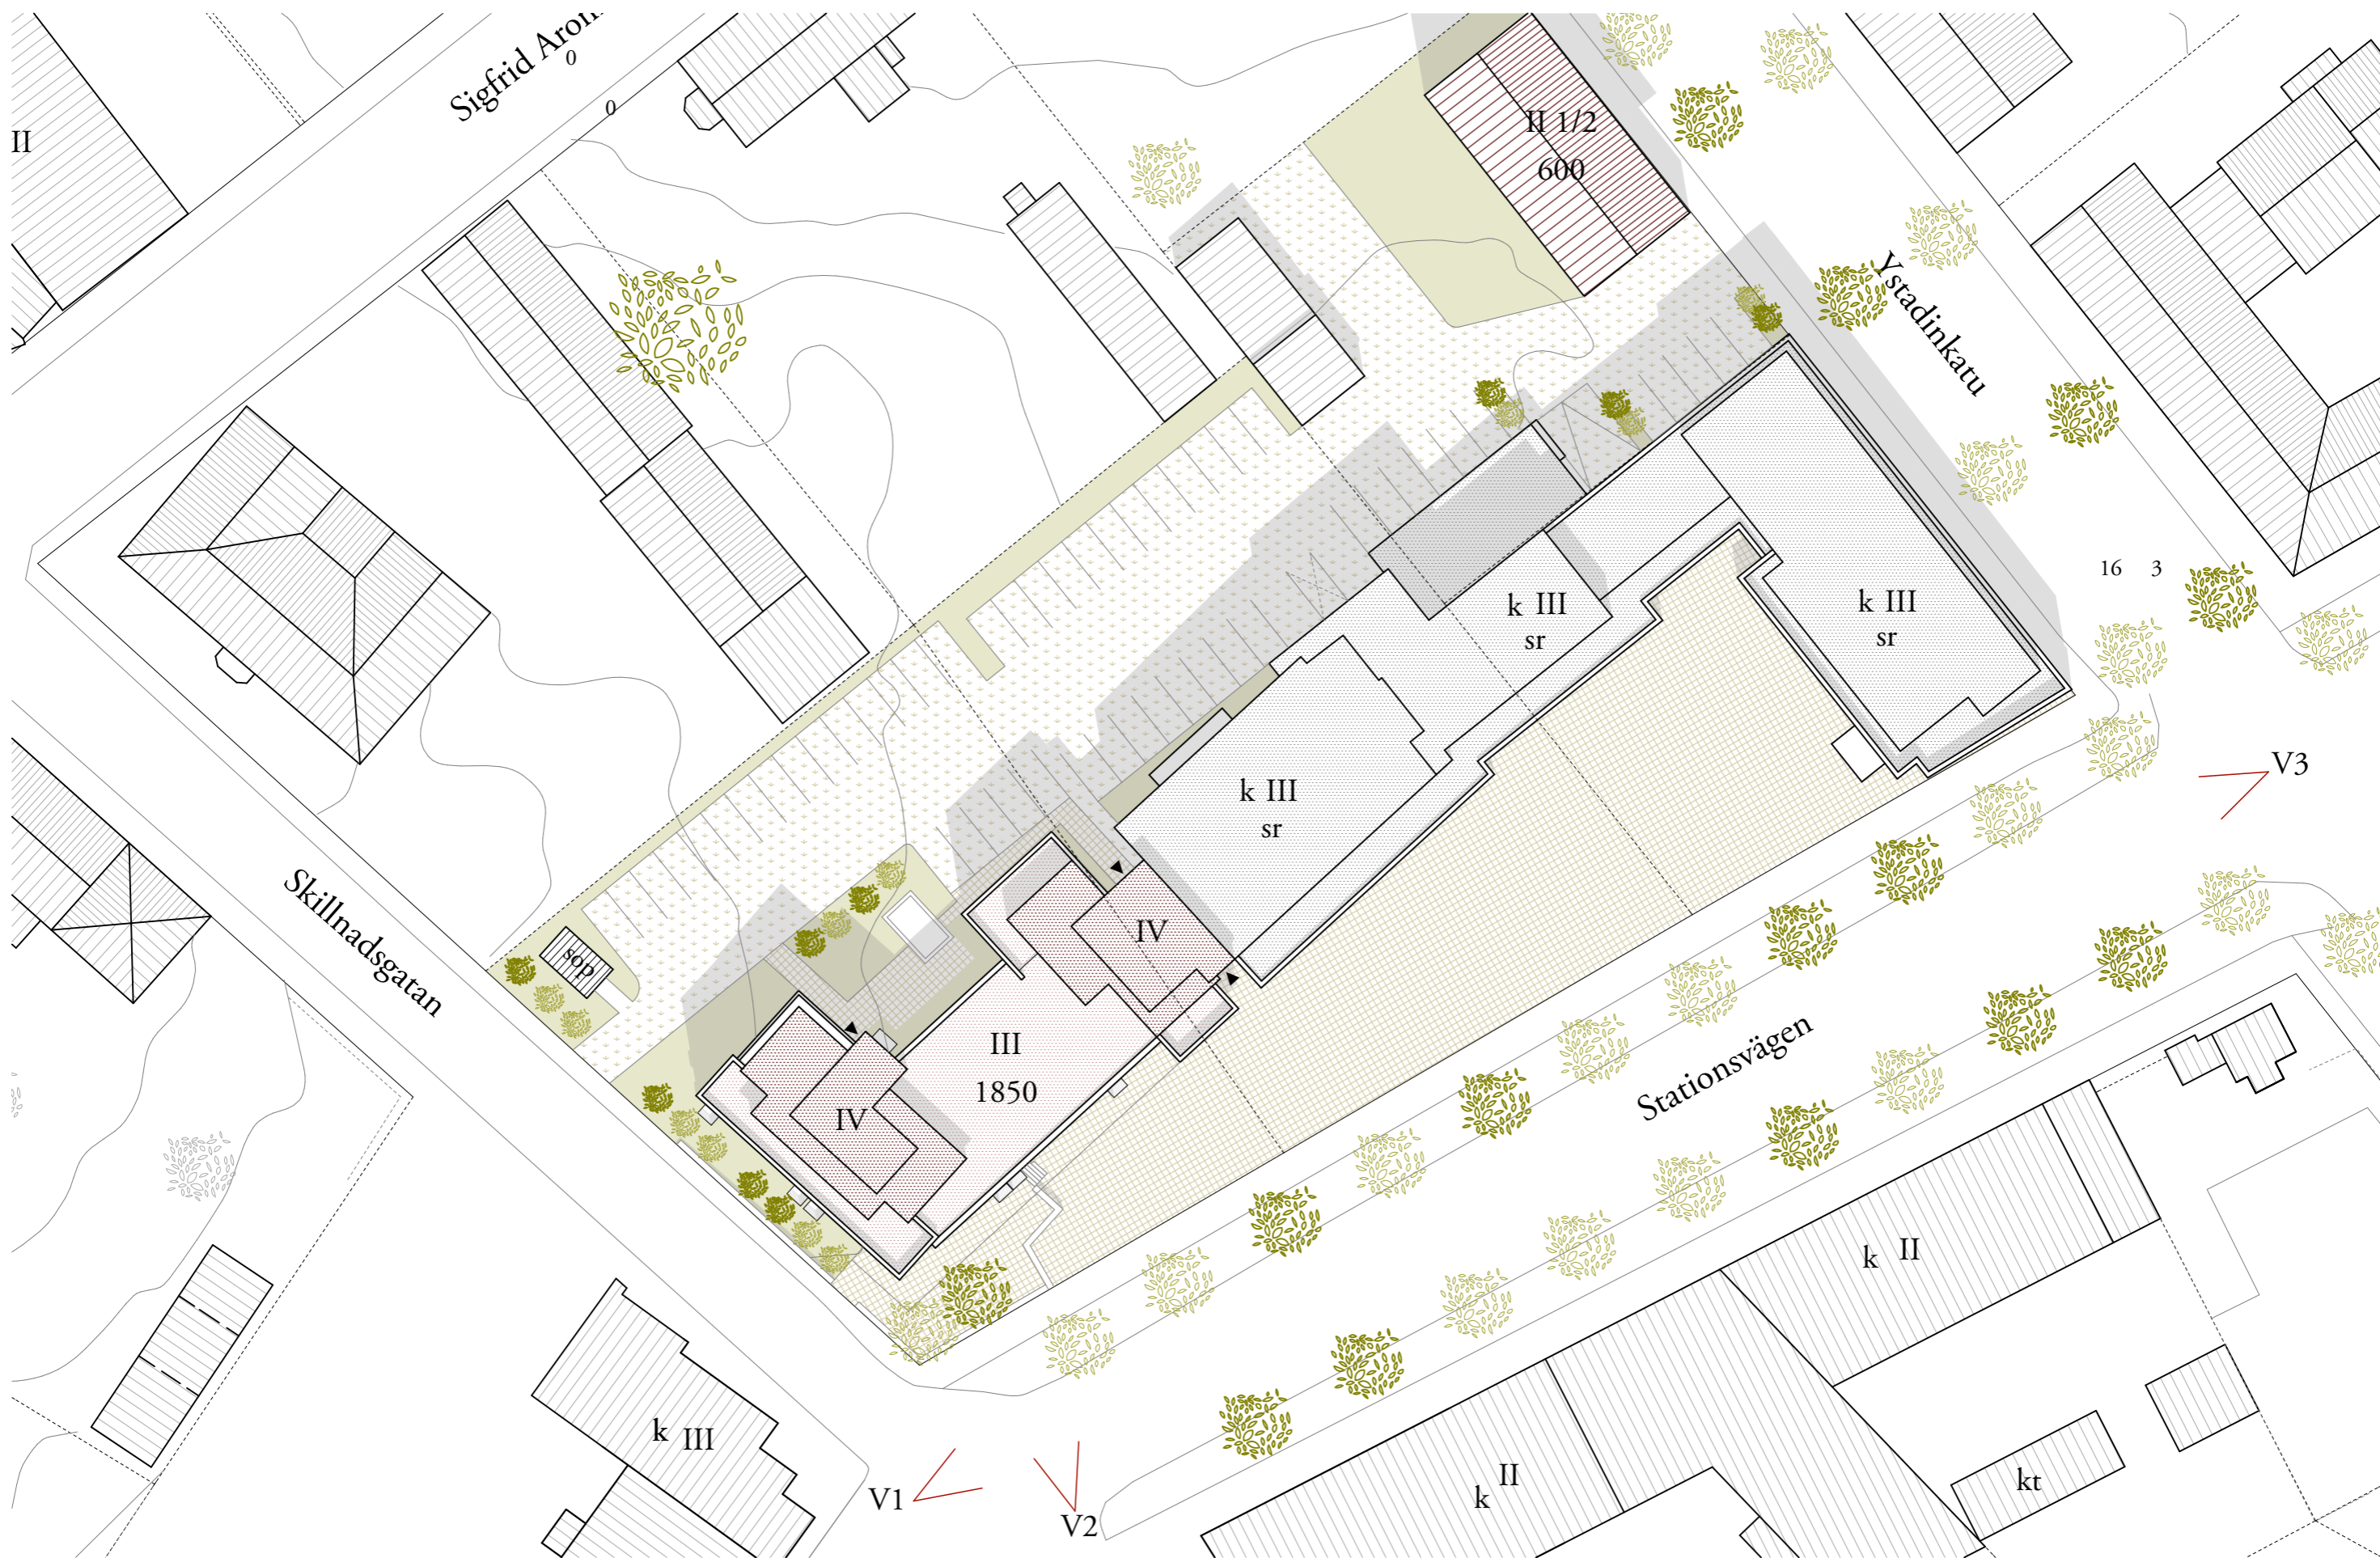 Sigfrid Aron
0
0
II
II 1/2
600
Ystadinkatu
16 3
k III
sr
k III
sr
k III
sr
V3
Skillnadsgatan
sop
IV
III
1850
IV
Stationsvägen
k II
k III
II
k
kt
V1
V2